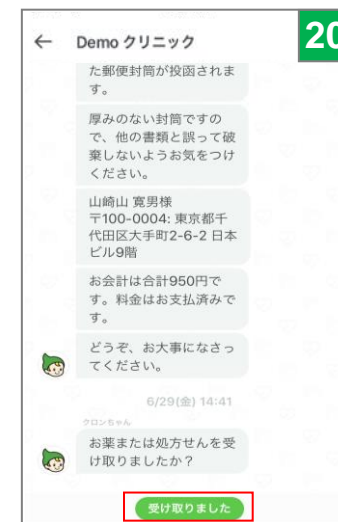 ← Demo クリニック
20
た郵便封筒が投函されま
す。
厚みのない封筒ですの
で、他の書類と誤って破
棄しないようお気をつけ
ください。
山崎山 寛男様
〒100-0004: 東京都千
代田区大手町2-6-2 日本
ビル9階
お会計は合計950円で
す。料金はお支払済みで
す。
どうぞ、お大事になさっ
てください。
6/29(金) 14:41
クロンちゃん
お薬または処方せんを受
け取りましたか？
受け取りました